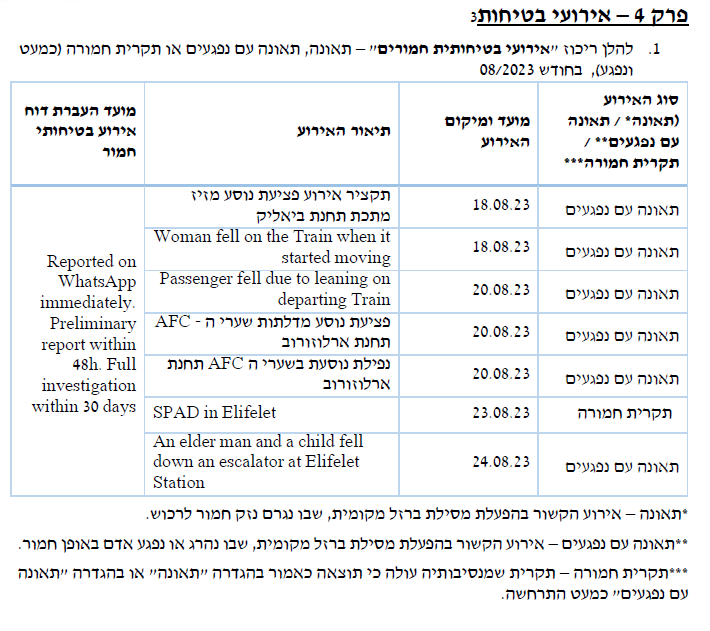 פרק 4 – אירועי בטיחות3
1. להלן ריכוז "אירועי בטיחותית חמורים" – תאונה, תאונה עם נפגעים או תקרית חמורה (כמעט
ונפגע), בחודש 08/2023
סוג האירוע
(תאונה* / תאונה
עם נפגעים** /
תקרית חמורה***
מועד ומיקום
האירוע
תיאור האירוע
מועד העברת דוח
אירוע בטיחותי
חמור
תאונה עם נפגעים
18.08.23
תקציר אירוע פציעת נוסע מזיז
מתכת תחנת ביאליק
Reported on
WhatsApp
immediately.
Preliminary
report within
48h. Full
investigation
within 30 days
תאונה עם נפגעים
18.08.23
Woman fell on the Train when it
started moving
תאונה עם נפגעים
20.08.23
Passenger fell due to leaning on
departing Train
תאונה עם נפגעים
20.08.23
פציעת נוסע מדלתות שערי ה - AFC
תחנת ארלוזורוב
תאונה עם נפגעים
20.08.23
נפילת נוסעת בשערי ה AFC תחנת
ארלוזורוב
תקרית חמורה
23.08.23
SPAD in Elifelet
תאונה עם נפגעים
24.08.23
An elder man and a child fell
down an escalator at Elifelet
Station
*תאונה – אירוע הקשור בהפעלת מסילת ברזל מקומית, שבו נגרם נזק חמור לרכוש.
**תאונה עם נפגעים – אירוע הקשור בהפעלת מסילת ברזל מקומית, שבו נהרג או נפגע אדם באופן חמור.
***תקרית חמורה – תקרית שמנסיבותיה עולה כי תוצאה כאמור בהגדרה "תאונה" או בהגדרה "תאונה
עם נפגעים" כמעט התרחשה.